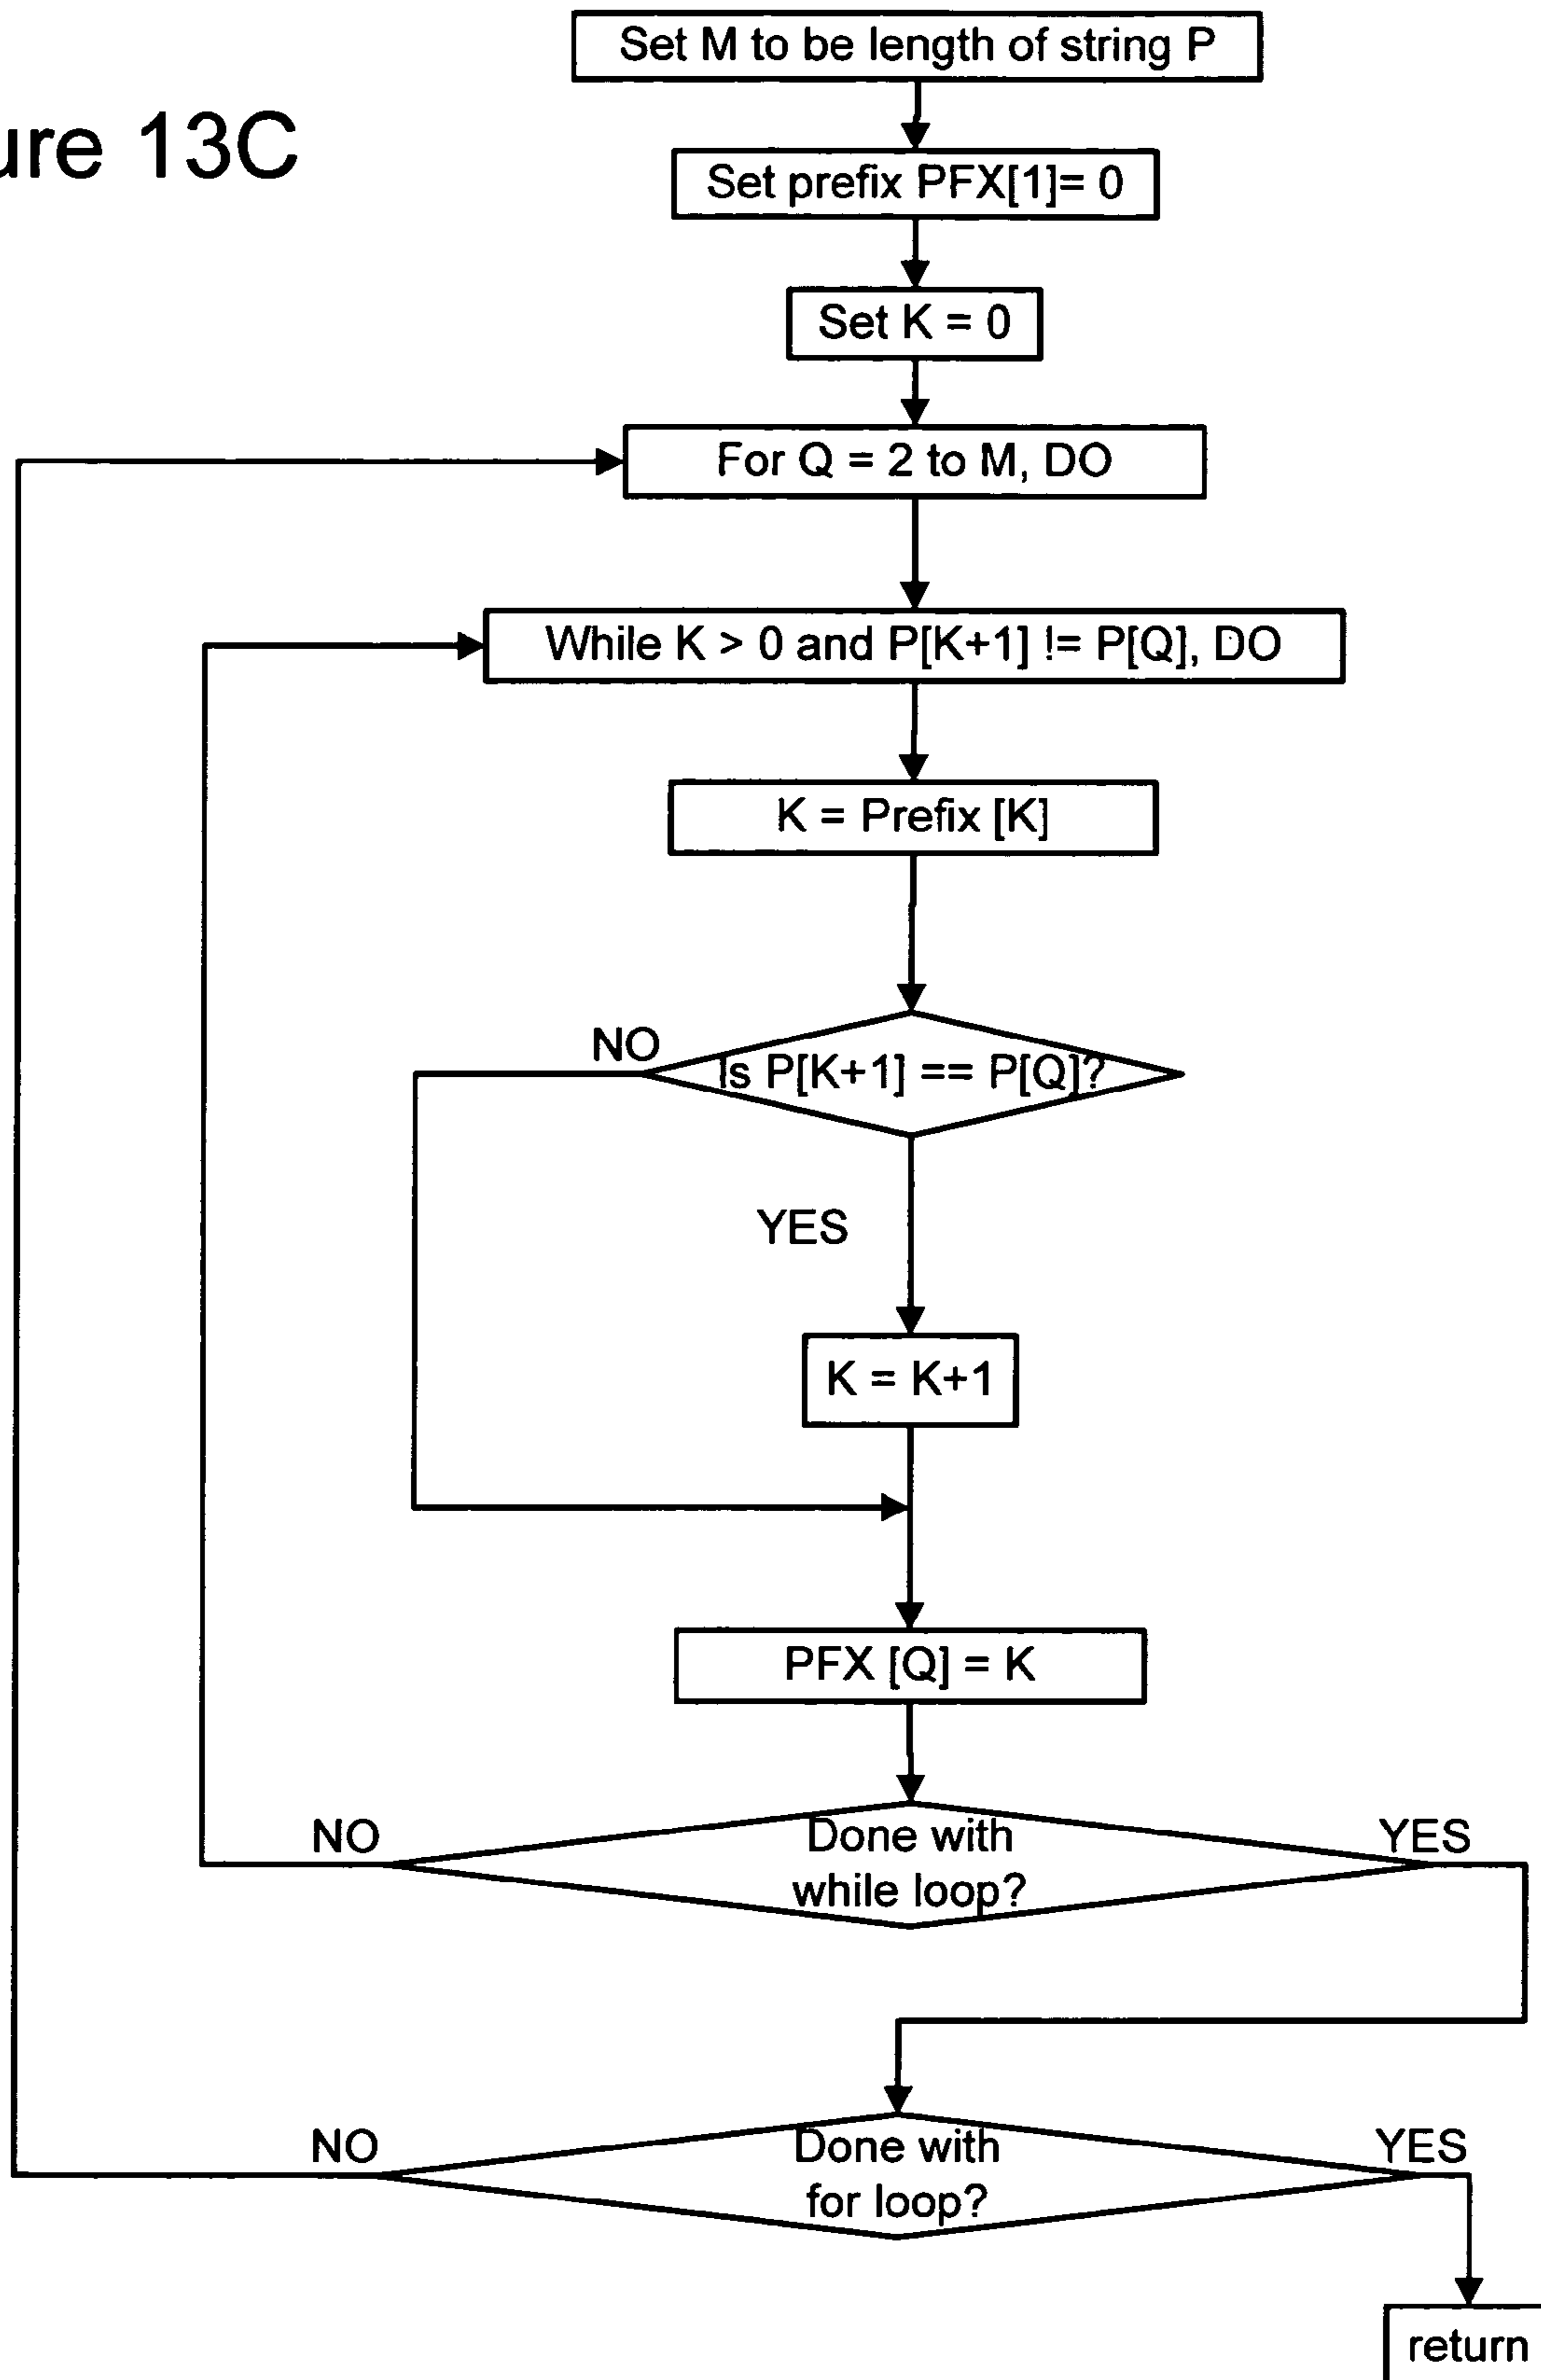 Set M to be length of string P
ure 13C
Set prefix PFX[1]= 0
Set K = 0
For Q = 2 to M, DO
While K > 0 and P[K+1] != P[Q], DO
K = Prefix [K]
NO
Is P[K+1] == P[Q]?
YES
K = K+1
PFX [Q] = K
NO
Done with
while loop?
YES
NO
Done with
for loop?
YES
return